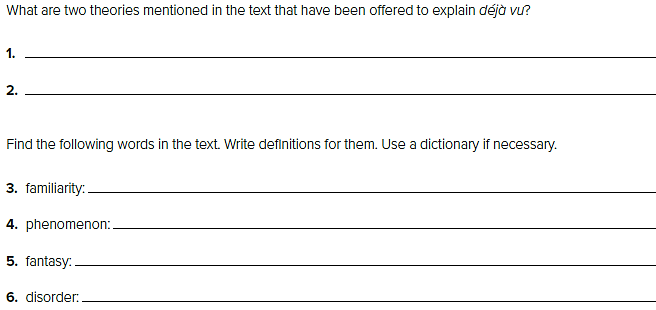 What are two theories mentioned in the text that have been offered to explain déjà vu?
1.
2.
Find the following words in the text. Write definitions for them. Use a dictionary if necessary.
3. familiarity:
4. phenomenon:
5. fantasy:
6. disorder: